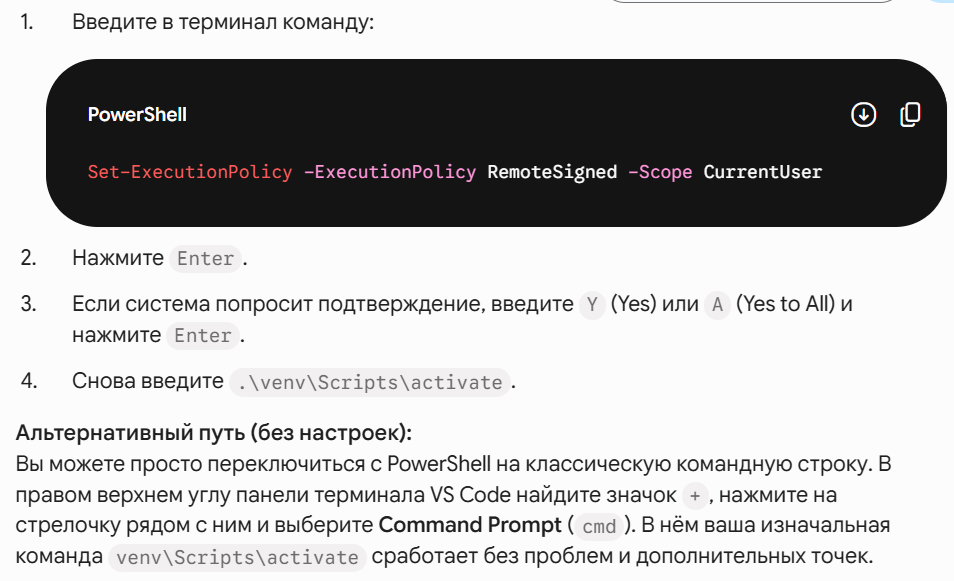 1. Введите в терминал команду:
PowerShell
Set-ExecutionPolicy -ExecutionPolicy RemoteSigned -Scope CurrentUser
2. Нажмите Enter.
3. Если система попросит подтверждение, введите Y (Yes) или A (Yes to All) и
нажмите Enter.
4. Снова введите .\venv\Scripts\activate.
Альтернативный путь (без настроек):
Вы можете просто переключиться с PowerShell на классическую командную строку. В
правом верхнем углу панели терминала VS Code найдите значок +, нажмите на
стрелочку рядом с ним и выберите Command Prompt (cmd). В нём ваша изначальная
команда venv\Scripts\activate сработает без проблем и дополнительных точек.